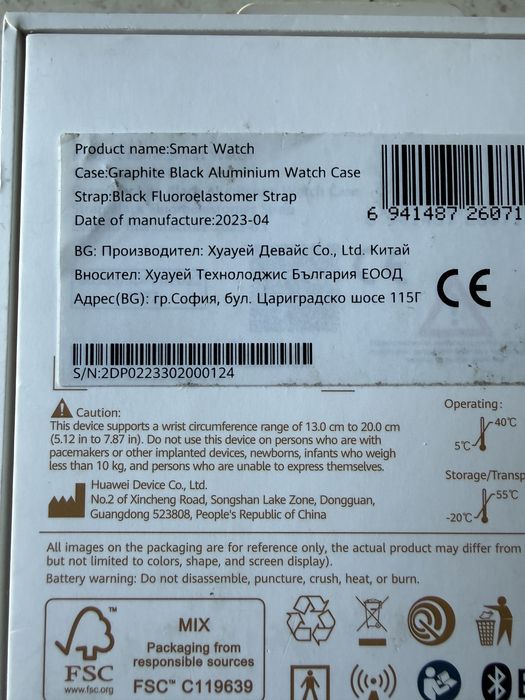 Product name:Smart Watch
Case:Graphite Black Aluminium Watch Case
Strap:Black Fluoroelastomer Strap
Date of manufacture:2023-04
6 941487 26071
BG: Производител: Хуауей Девайс Co., Ltd. Китай
Вносител: Хуауей Технолоджис България ЕООД
Адрес(BG): гр.София, бул. Цариградско шосе 115Г
CE
S/N:2DP0223302000124
Caution:
This device supports a wrist circumference range of 13.0 cm to 20.0 cm
(5.12 in to 7.87 in). Do not use this device on persons who are with
pacemakers or other implanted devices, newborns, infants who weigh
less than 10 kg, and persons who are unable to express themselves.
Operating:
40℃
5℃
Huawei Device Co., Ltd.
No.2 of Xincheng Road, Songshan Lake Zone, Dongguan,
Guangdong 523808, People's Republic of China
Storage/Transp
55℃
-20℃
All images on the packaging are for reference only, the actual product may differ from
but not limited to colors, shape, and screen display).
Battery warning: Do not disassemble, puncture, crush, heat, or burn.
TM
FSC
www.fsc.org
MIX
Packaging from
responsible sources
FSC™ C119639